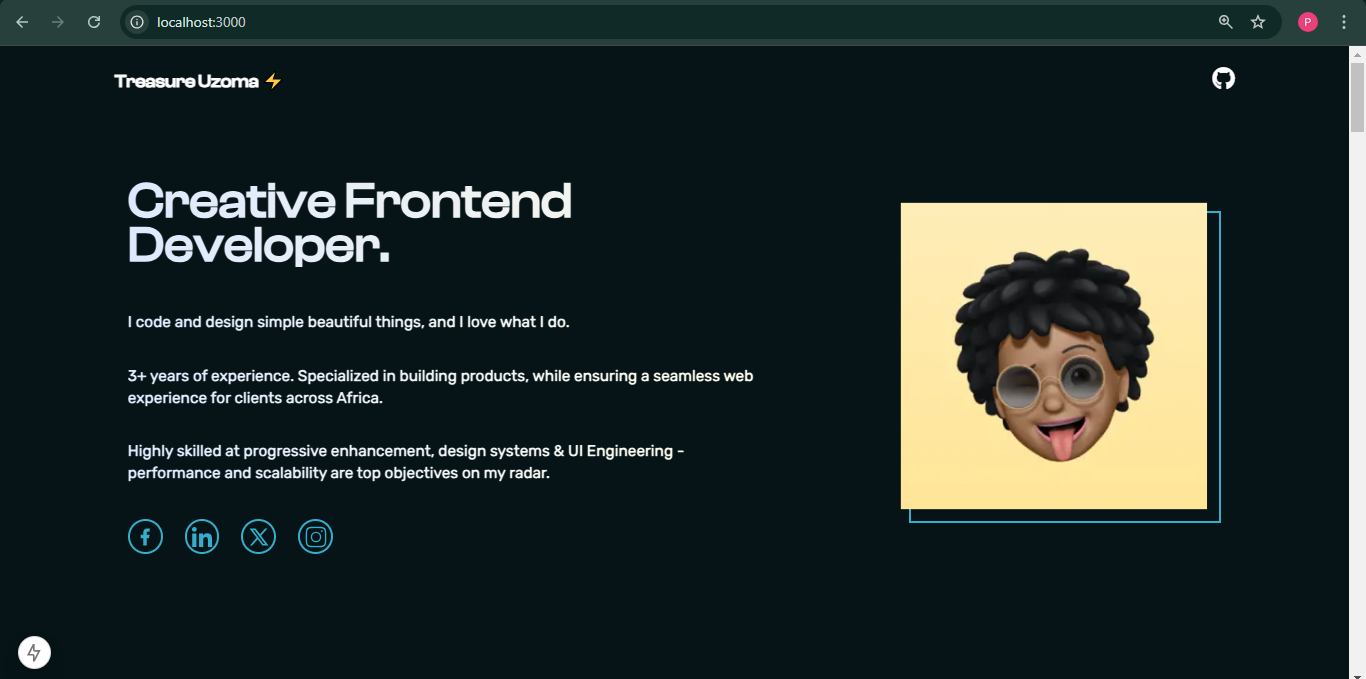 localhost:3000
P
Treasure Uzoma ⚡
Creative Frontend
Developer.
I code and design simple beautiful things, and I love what I do.
3+ years of experience. Specialized in building products, while ensuring a seamless web
experience for clients across Africa.
Highly skilled at progressive enhancement, design systems & UI Engineering -
performance and scalability are top objectives on my radar.